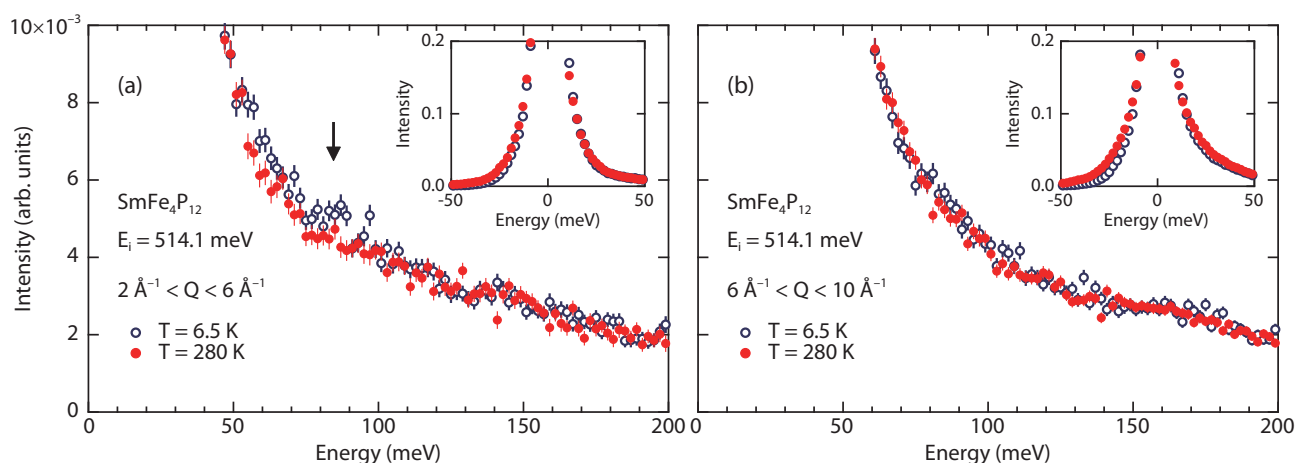 10×10⁻³
8
6
4
2
0
Intensity (arb. units)
(a)
SmFe₄P₁₂
Eᵢ = 514.1 meV
2 Å⁻¹ < Q < 6 Å⁻¹
T = 6.5 K
T = 280 K
0 50 100 150 200
Energy (meV)
0.2
0.1
0.0
Intensity
-50 0 50
Energy (meV)
(b)
SmFe₄P₁₂
Eᵢ = 514.1 meV
6 Å⁻¹ < Q < 10 Å⁻¹
T = 6.5 K
T = 280 K
0 50 100 150 200
Energy (meV)
0.2
0.1
0.0
Intensity
-50 0 50
Energy (meV)